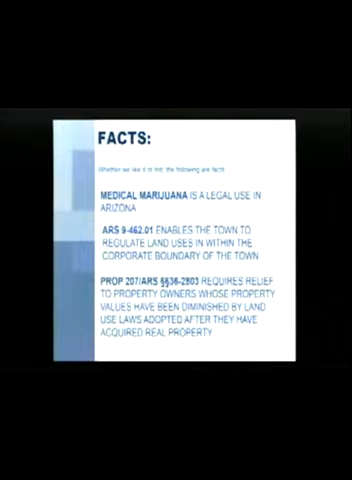 FACTS:
Whether we like it or not, the following are facts
MEDICAL MARIJUANA IS A LEGAL USE IN
ARIZONA
ARS 9-462.01 ENABLES THE TOWN TO
REGULATE LAND USES IN WITHIN THE
CORPORATE BOUNDARY OF THE TOWN
PROP 207/ARS §§36-2803 REQUIRES RELIEF
TO PROPERTY OWNERS WHOSE PROPERTY
VALUES HAVE BEEN DIMINISHED BY LAND
USE LAWS ADOPTED AFTER THEY HAVE
ACQUIRED REAL PROPERTY